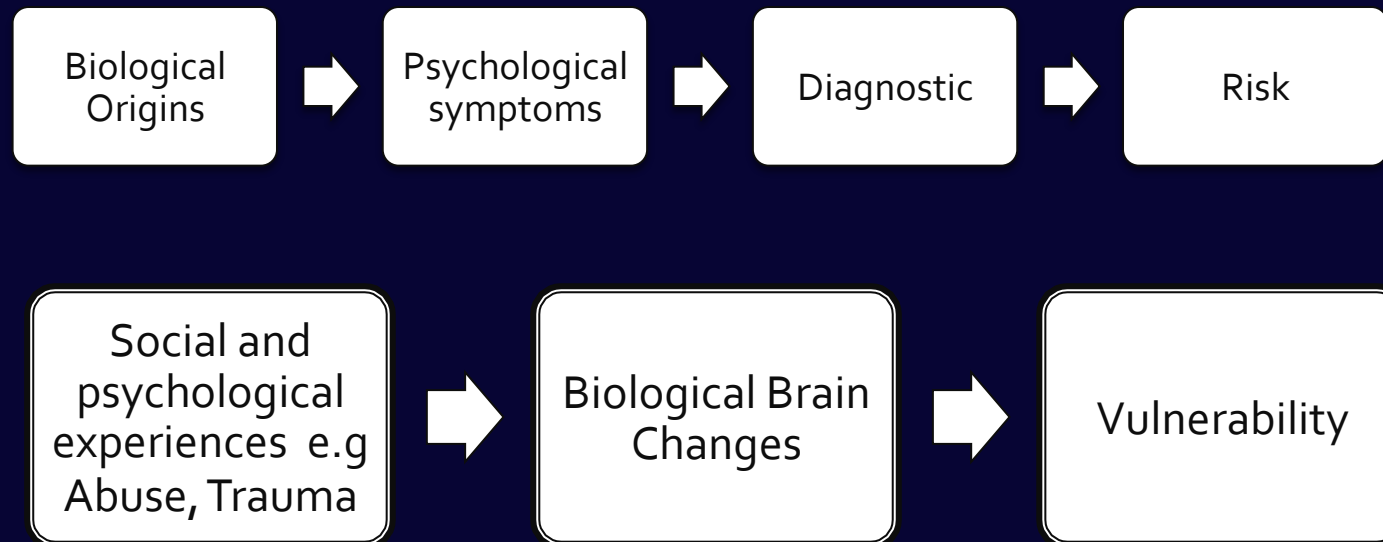 Biological
Origins
Psychological
symptoms
Diagnostic
Risk
Social and
psychological
experiences e.g
Abuse, Trauma
Biological Brain
Changes
Vulnerability